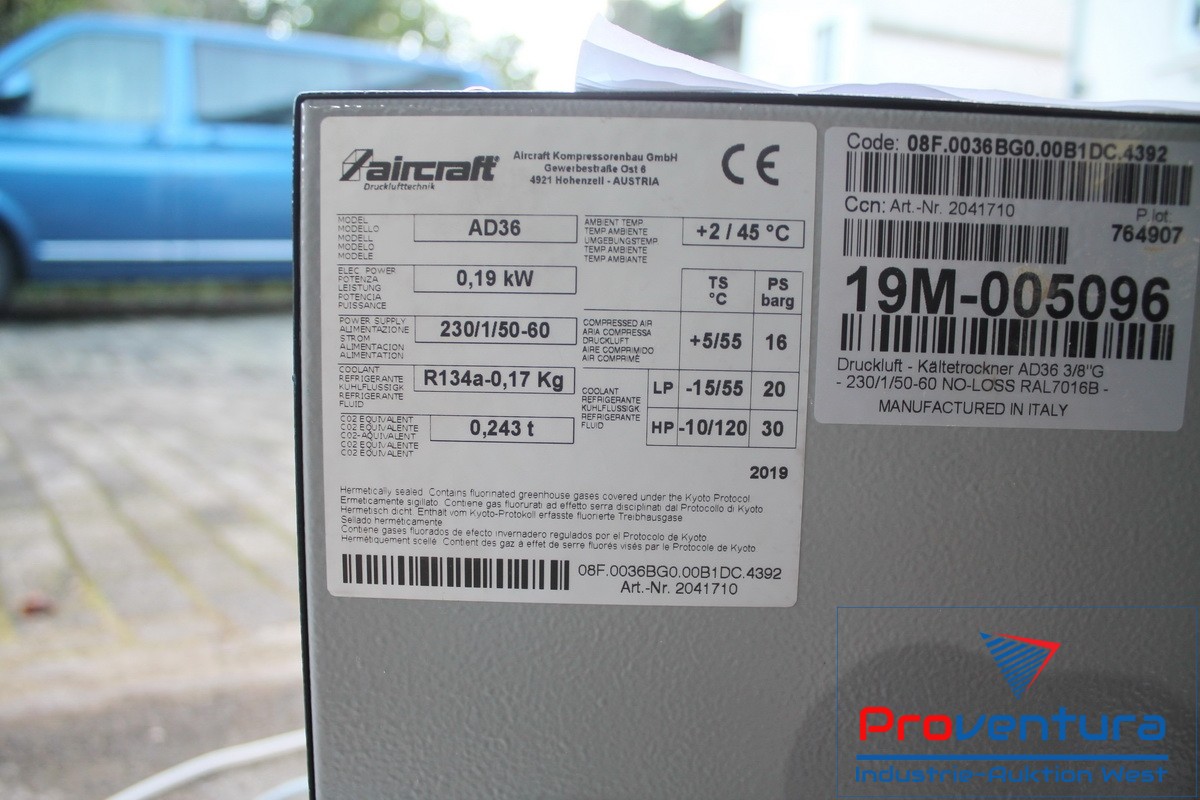 aircraft
Drucklufttechnik
Aircraft Kompressorenbau GmbH
Gewerbestraße Ost 6
4921 Hohenzell - AUSTRIA
CE
MODEL
MODELLO
MODELL
MODELO
MODELE
AD36
ELEC. POWER
POTENZA
LEISTUNG
POTENCIA
PUISSANCE
0,19 kW
POWER SUPPLY
ALIMENTAZIONE
STROM
ALIMENTACION
ALIMENTATION
230/1/50-60
COOLANT
REFRIGERANTE
KUHLFLUSSIGK
REFRIGERANTE
FLUID
R134a-0,17 Kg
CO2 EQUIVALENT
CO2 EQUIVALENTE
CO2-AQUIVALENT
CO2 EQUIVALENTE
CO2 EQUIVALENT
0,243 t
AMBIENT TEMP.
TEMP AMBIENTE
UMGEBUNGSTEMP.
TEMP AMBIENTE
TEMP AMBIANTE
+2 / 45 °C
TS °C
PS barg
COMPRESSED AIR
ARIA COMPRESSA
DRUCKLUFT
AIRE COMPRIMIDO
AIR COMPRIMÉ
+5/55 16
COOLANT
REFRIGERANTE
KUHLFLUSSIGK
REFRIGERANTE
FLUID
LP -15/55 20
HP -10/120 30
2019
Hermetically sealed. Contains fluorinated greenhouse gases covered under the Kyoto Protocol
Ermeticamente sigillato. Contiene gas fluorurati ad effetto serra disciplinati dal Protocollo di Kyoto
Hermetisch dicht. Enthalt vom Kyoto-Protokoll erfasste fluorierte Treibhausgase
Sellado herméticamente
Contiene gases fluorados de efecto invernadero regulados por el Protocolo de Kyoto
Hermétiquement scellé. Contient des gaz à effet de serre fluorés visés par le Protocole de Kyoto
08F.0036BG0.00B1DC.4392
Art.-Nr. 2041710
Code: 08F.0036BG0.00B1DC.4392
Ccn: Art.-Nr. 2041710
P.lot:
764907
19M-005096
Druckluft - Kältetrockner AD36 3/8"G
- 230/1/50-60 NO-LOSS RAL7016B -
MANUFACTURED IN ITALY
Proventura
Industrie-Auktion West